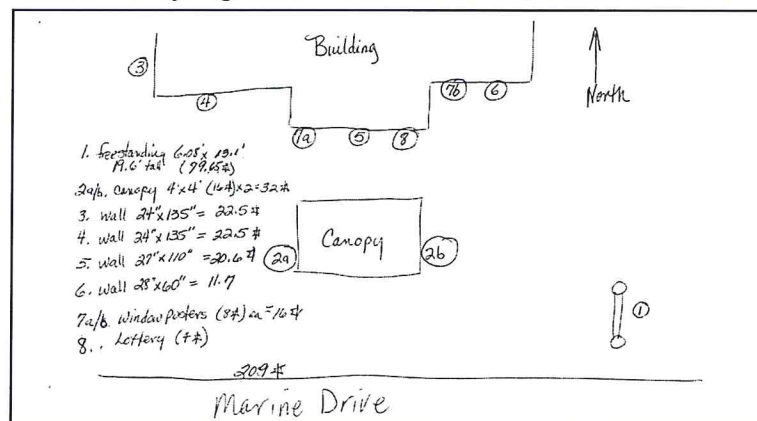 Building
North
③
④
7a
⑤
⑧
7b
⑥
1. freestanding 6.08' x 13.1'
19.6' tall (79.65#)
2a/b. Canopy 4'x4' (16#) x2=32#
3. wall 24"x135" = 22.5#
4. wall 24"x135" = 22.5#
5. wall 27"x110" = 20.6#
6. wall 28"x60" = 11.7
7a/b. window posters (8#) ea = 16#
8.. Lottery (4#)
2a
Canopy
2b
①
209#
Marine Drive